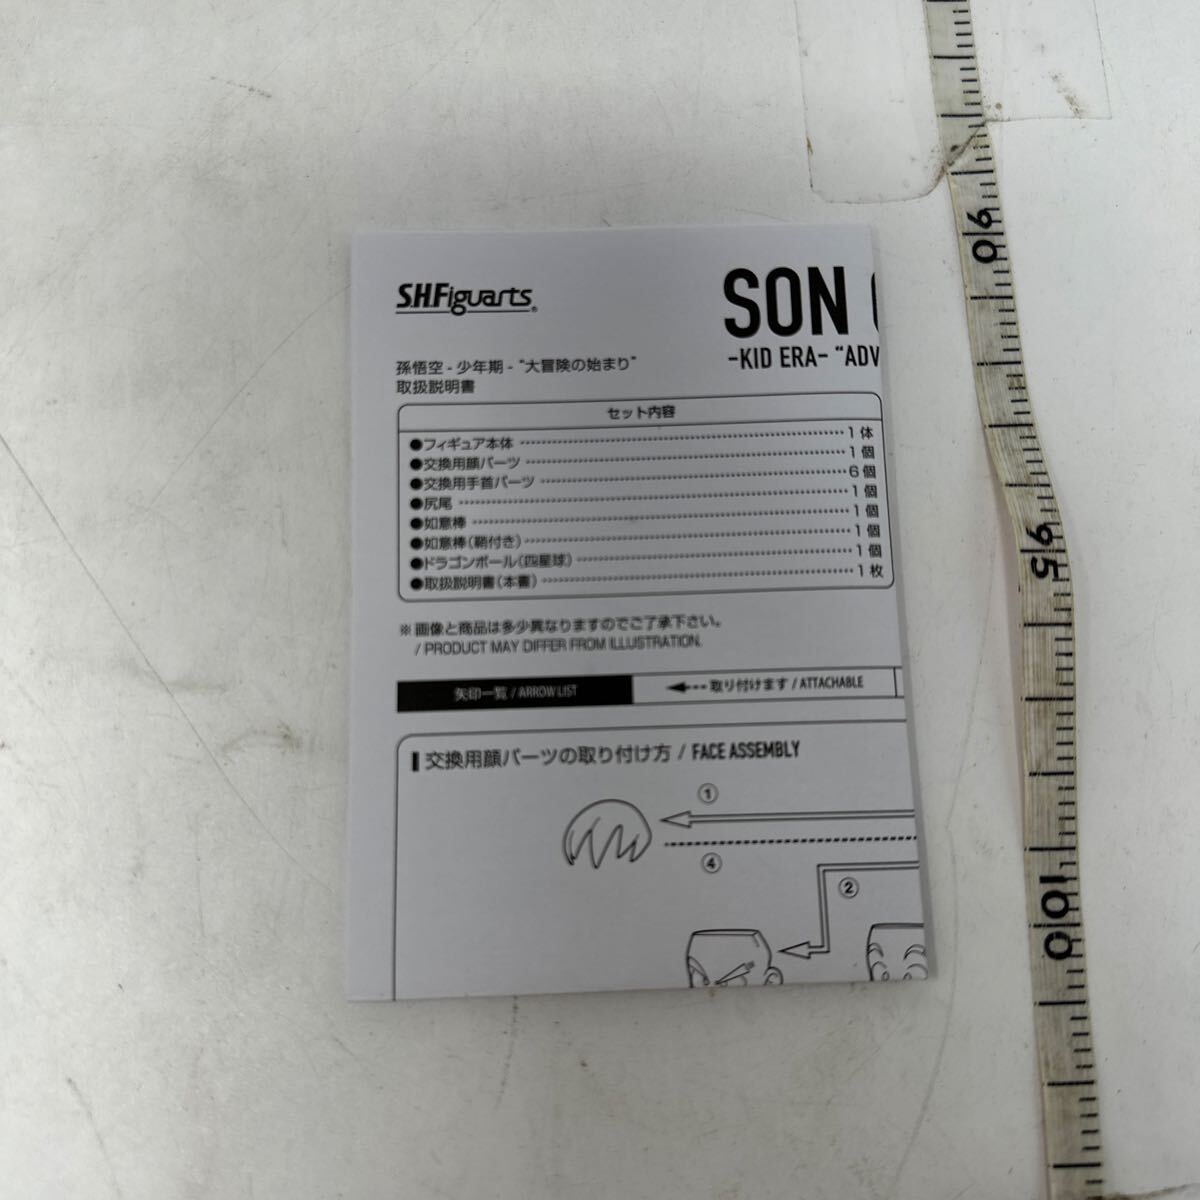 S.H.Figuarts®
SON
-KID ERA- "ADV
孫悟空 - 少年期 - "大冒険の始まり"
取扱説明書
セット内容
●フィギュア本体 1体
●交換用顔パーツ 1個
●交換用手首パーツ 6個
●尻尾 1個
●如意棒 1個
●如意棒（鞘付き） 1個
●ドラゴンボール（四星球） 1個
●取扱説明書（本書） 1枚
※画像と商品は多少異なりますのでご了承下さい。
/ PRODUCT MAY DIFFER FROM ILLUSTRATION.
矢印一覧 / ARROW LIST
取り付けます / ATTACHABLE
交換用顔パーツの取り付け方 / FACE ASSEMBLY
①
④
②
90
95
100